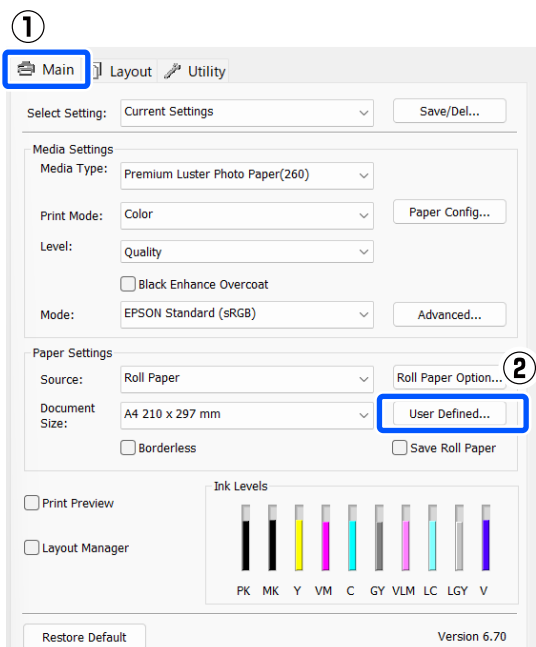 ①
Main Layout Utility
Select Setting: Current Settings Save/Del...
Media Settings
Media Type: Premium Luster Photo Paper(260)
Print Mode: Color Paper Config...
Level: Quality
Black Enhance Overcoat
Mode: EPSON Standard (sRGB) Advanced...
Paper Settings
②
Source: Roll Paper Roll Paper Option...
Document
Size: A4 210 x 297 mm User Defined...
Borderless Save Roll Paper
Ink Levels
Print Preview
Layout Manager
PK MK Y VM C GY VLM LC LGY V
Restore Default Version 6.70